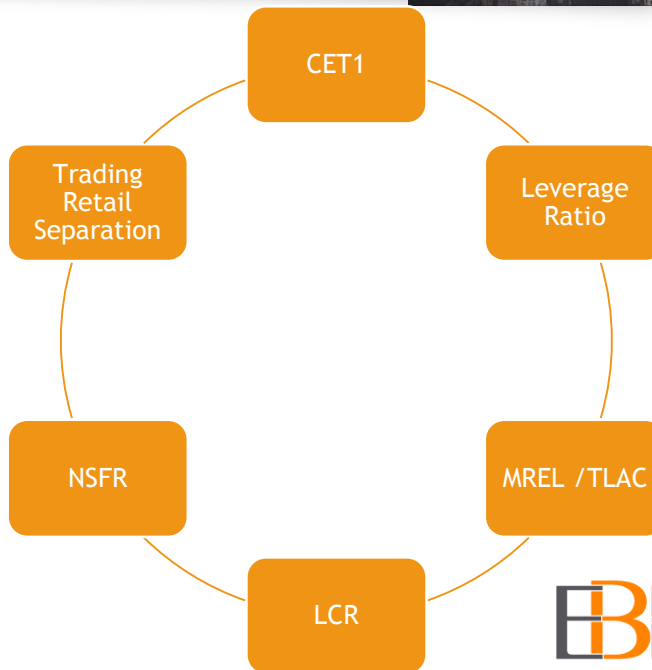 CET1
Leverage
Ratio
MREL /TLAC
LCR
NSFR
Trading
Retail
Separation